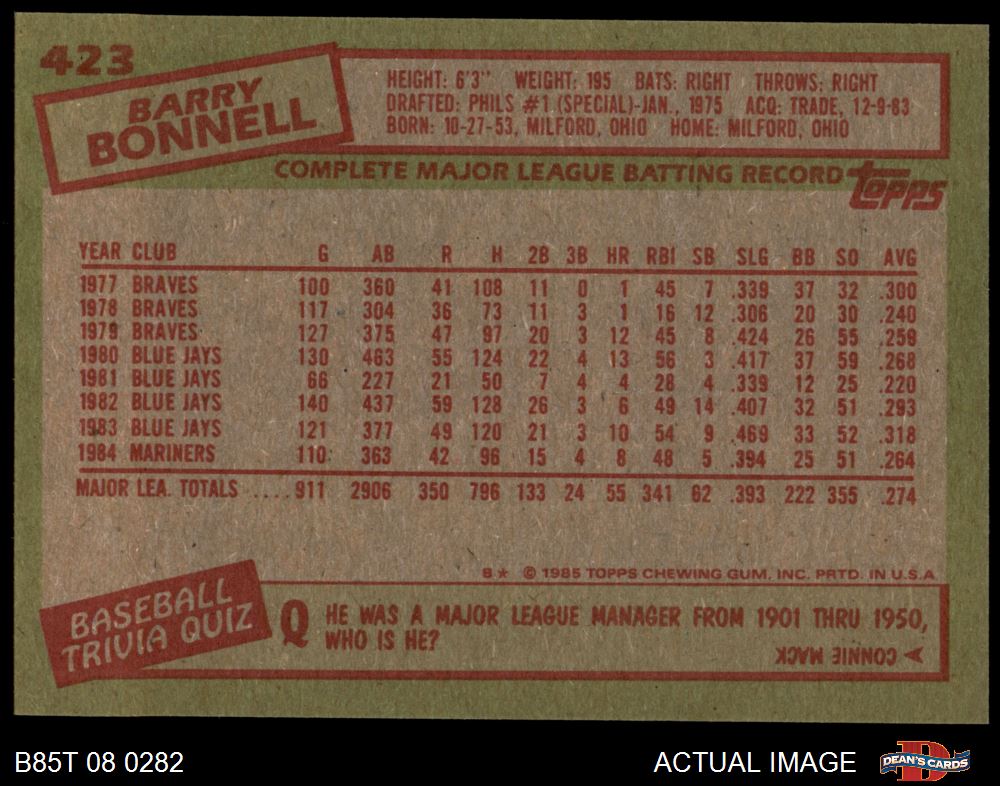 423
BARRY
BONNELL
HEIGHT: 6'3" WEIGHT: 195 BATS: RIGHT THROWS: RIGHT
DRAFTED: PHILS #1 (SPECIAL)-JAN., 1975 ACQ: TRADE, 12-9-83
BORN: 10-27-53, MILFORD, OHIO HOME: MILFORD, OHIO
COMPLETE MAJOR LEAGUE BATTING RECORD topps
YEAR CLUB G AB R H 2B 3B HR RBI SB SLG BB SO AVG
1977 BRAVES 100 360 41 108 11 0 1 45 7 .339 37 32 .300
1978 BRAVES 117 304 36 73 11 3 1 16 12 .306 20 30 .240
1979 BRAVES 127 375 47 97 20 3 12 45 8 .424 26 55 .259
1980 BLUE JAYS 130 463 55 124 22 4 13 56 3 .417 37 59 .268
1981 BLUE JAYS 66 227 21 50 7 4 4 28 4 .339 12 25 .220
1982 BLUE JAYS 140 437 59 128 26 3 6 49 14 .407 32 51 .293
1983 BLUE JAYS 121 377 49 120 21 3 10 54 9 .469 33 52 .318
1984 MARINERS 110 363 42 96 15 4 8 48 5 .394 25 51 .264
MAJOR LEA. TOTALS ....911 2906 350 796 133 24 55 341 62 .393 222 355 .274
B* © 1985 TOPPS CHEWING GUM, INC. PRTD. IN U.S.A.
BASEBALL
TRIVIA QUIZ
Q HE WAS A MAJOR LEAGUE MANAGER FROM 1901 THRU 1950,
WHO IS HE?
A CONNIE MACK
B85T 08 0282
ACTUAL IMAGE
DEAN'S CARDS